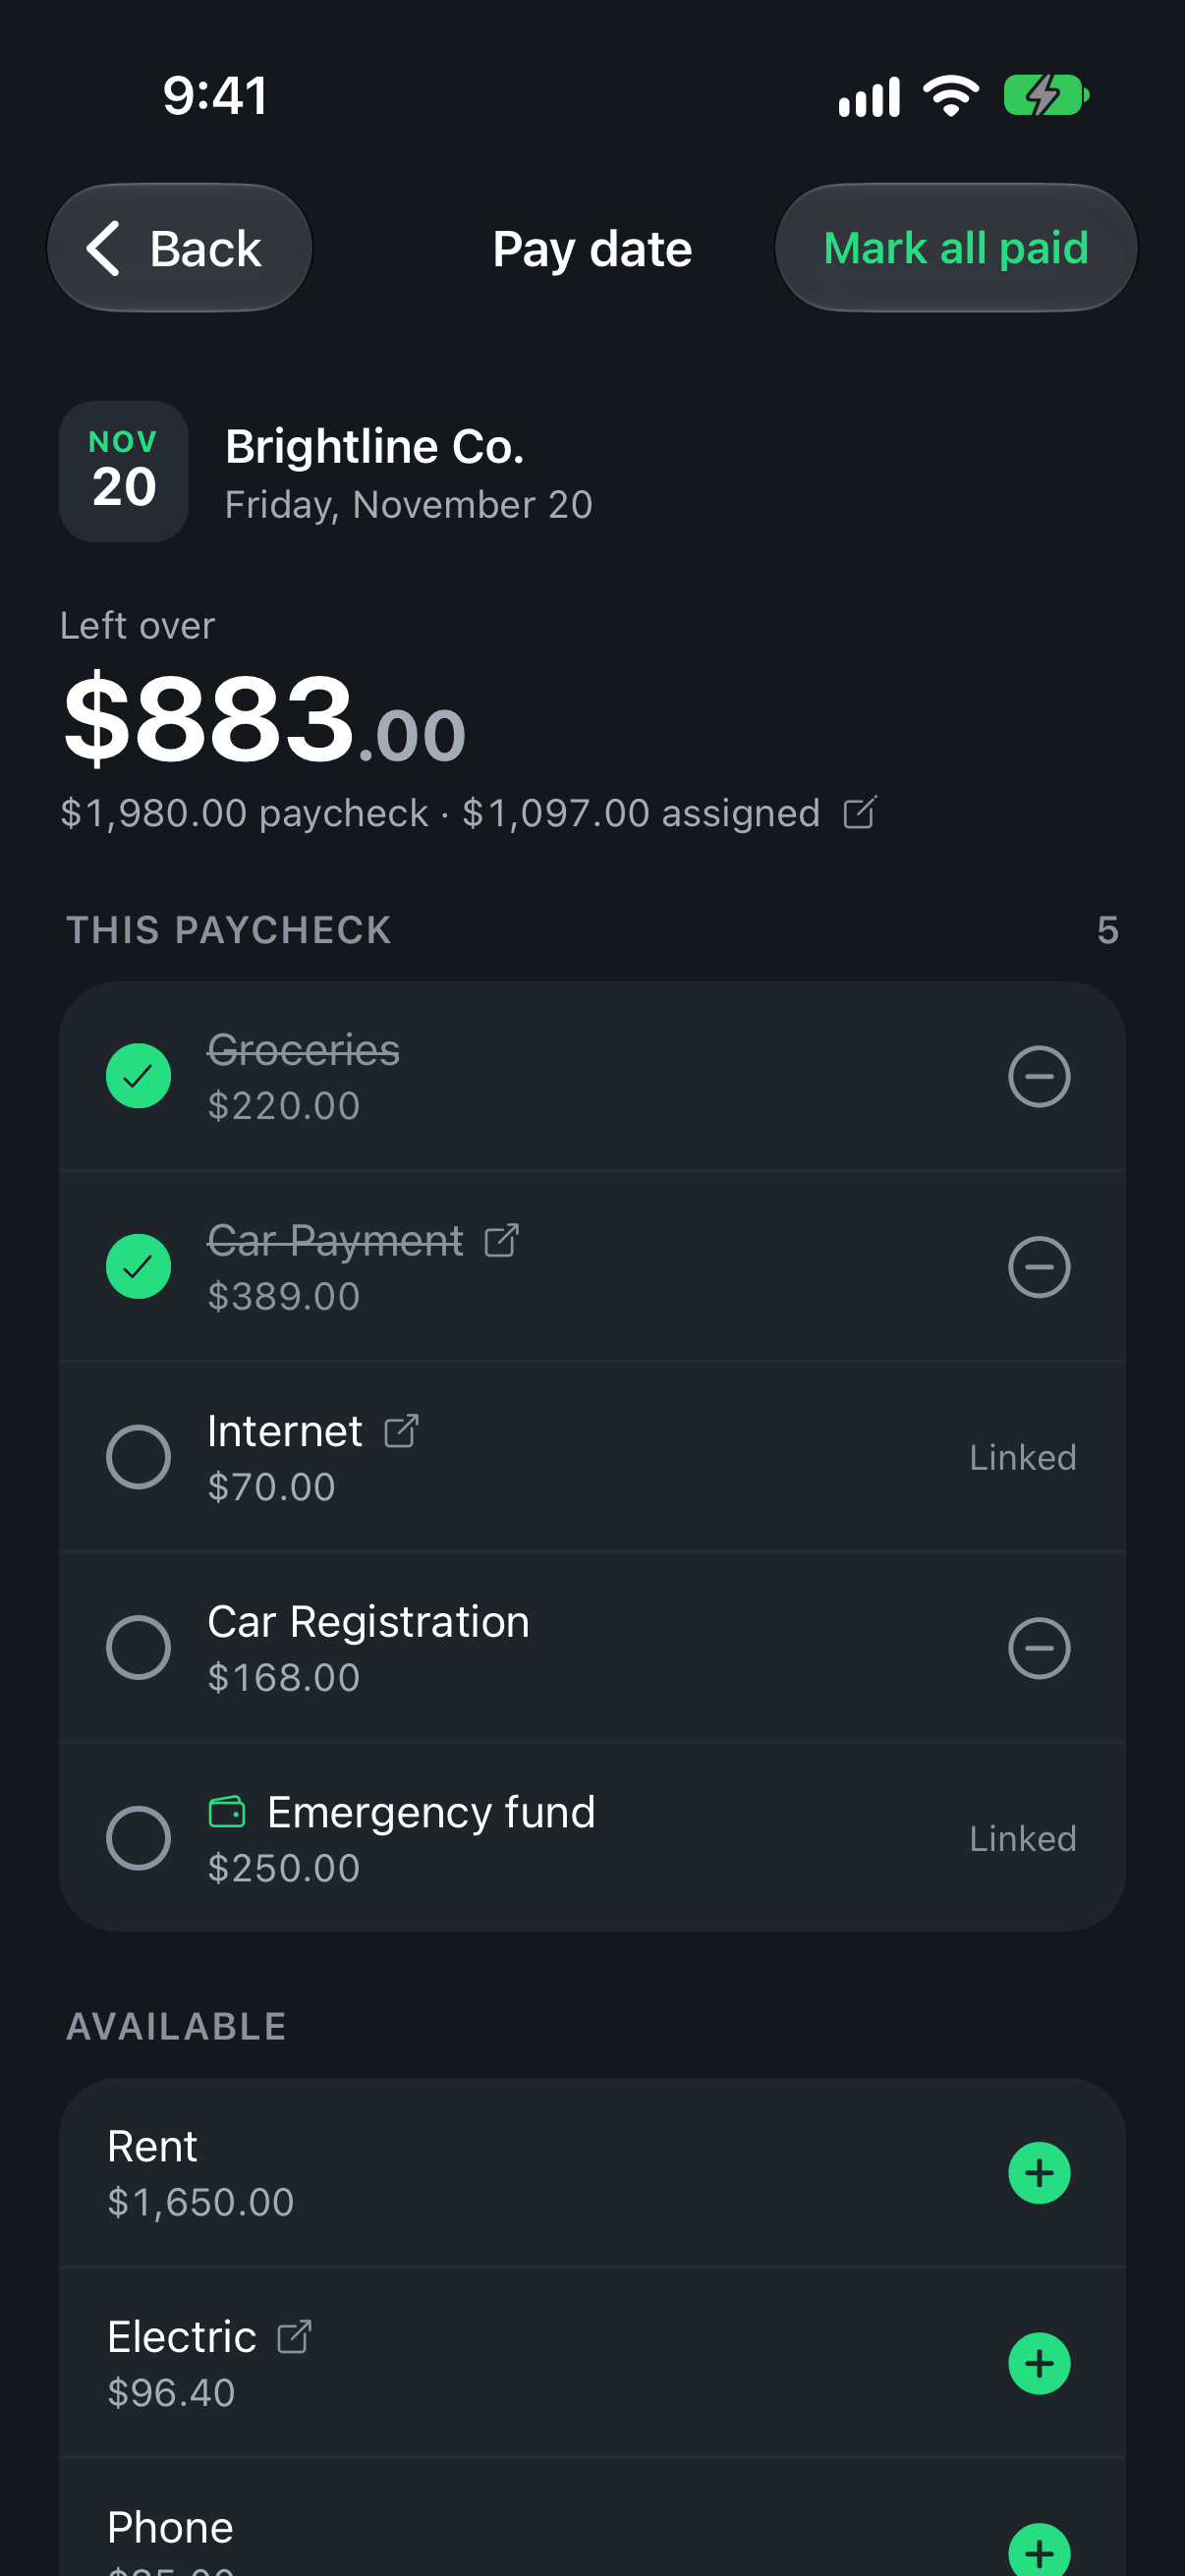 9:41
Back
Pay date
Mark all paid
NOV
20
Brightline Co.
Friday, November 20
Left over
$883.00
$1,980.00 paycheck · $1,097.00 assigned
THIS PAYCHECK
5
Groceries
$220.00
Car Payment
$389.00
Internet
$70.00
Linked
Car Registration
$168.00
Emergency fund
$250.00
Linked
AVAILABLE
Rent
$1,650.00
Electric
$96.40
Phone